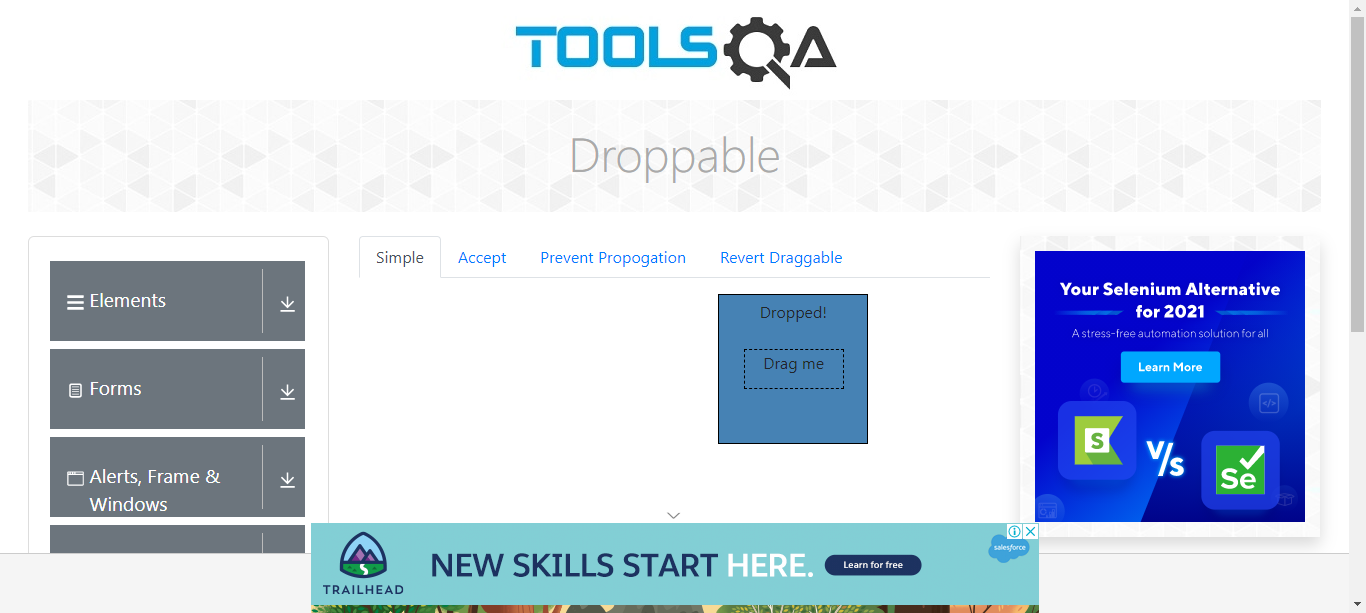 TOOLSQA
Droppable
Elements
Forms
Alerts, Frame &
Windows
Simple
Accept
Prevent Propogation
Revert Draggable
Dropped!
Drag me
Your Selenium Alternative
for 2021
A stress-free automation solution for all
Learn More
S
V/s
Se
TRAILHEAD
NEW SKILLS START HERE.
Learn for free
salesforce